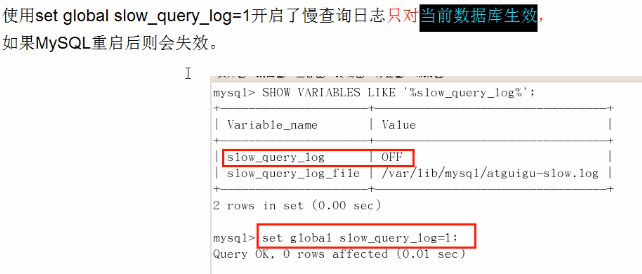 使用set global slow_query_log=1开启了慢查询日志只对当前数据库生效，
如果MySQL重启后则会失效。
mysql> SHOW VARIABLES LIKE '%slow_query_log%';
+---------------------+--------------------------------+
| Variable_name | Value |
+---------------------+--------------------------------+
| slow_query_log | OFF |
| slow_query_log_file | /var/lib/mysql/atguigu-slow.log |
+---------------------+--------------------------------+
2 rows in set (0.00 sec)
mysql> set global slow_query_log=1;
Query OK, 0 rows affected (0.01 sec)